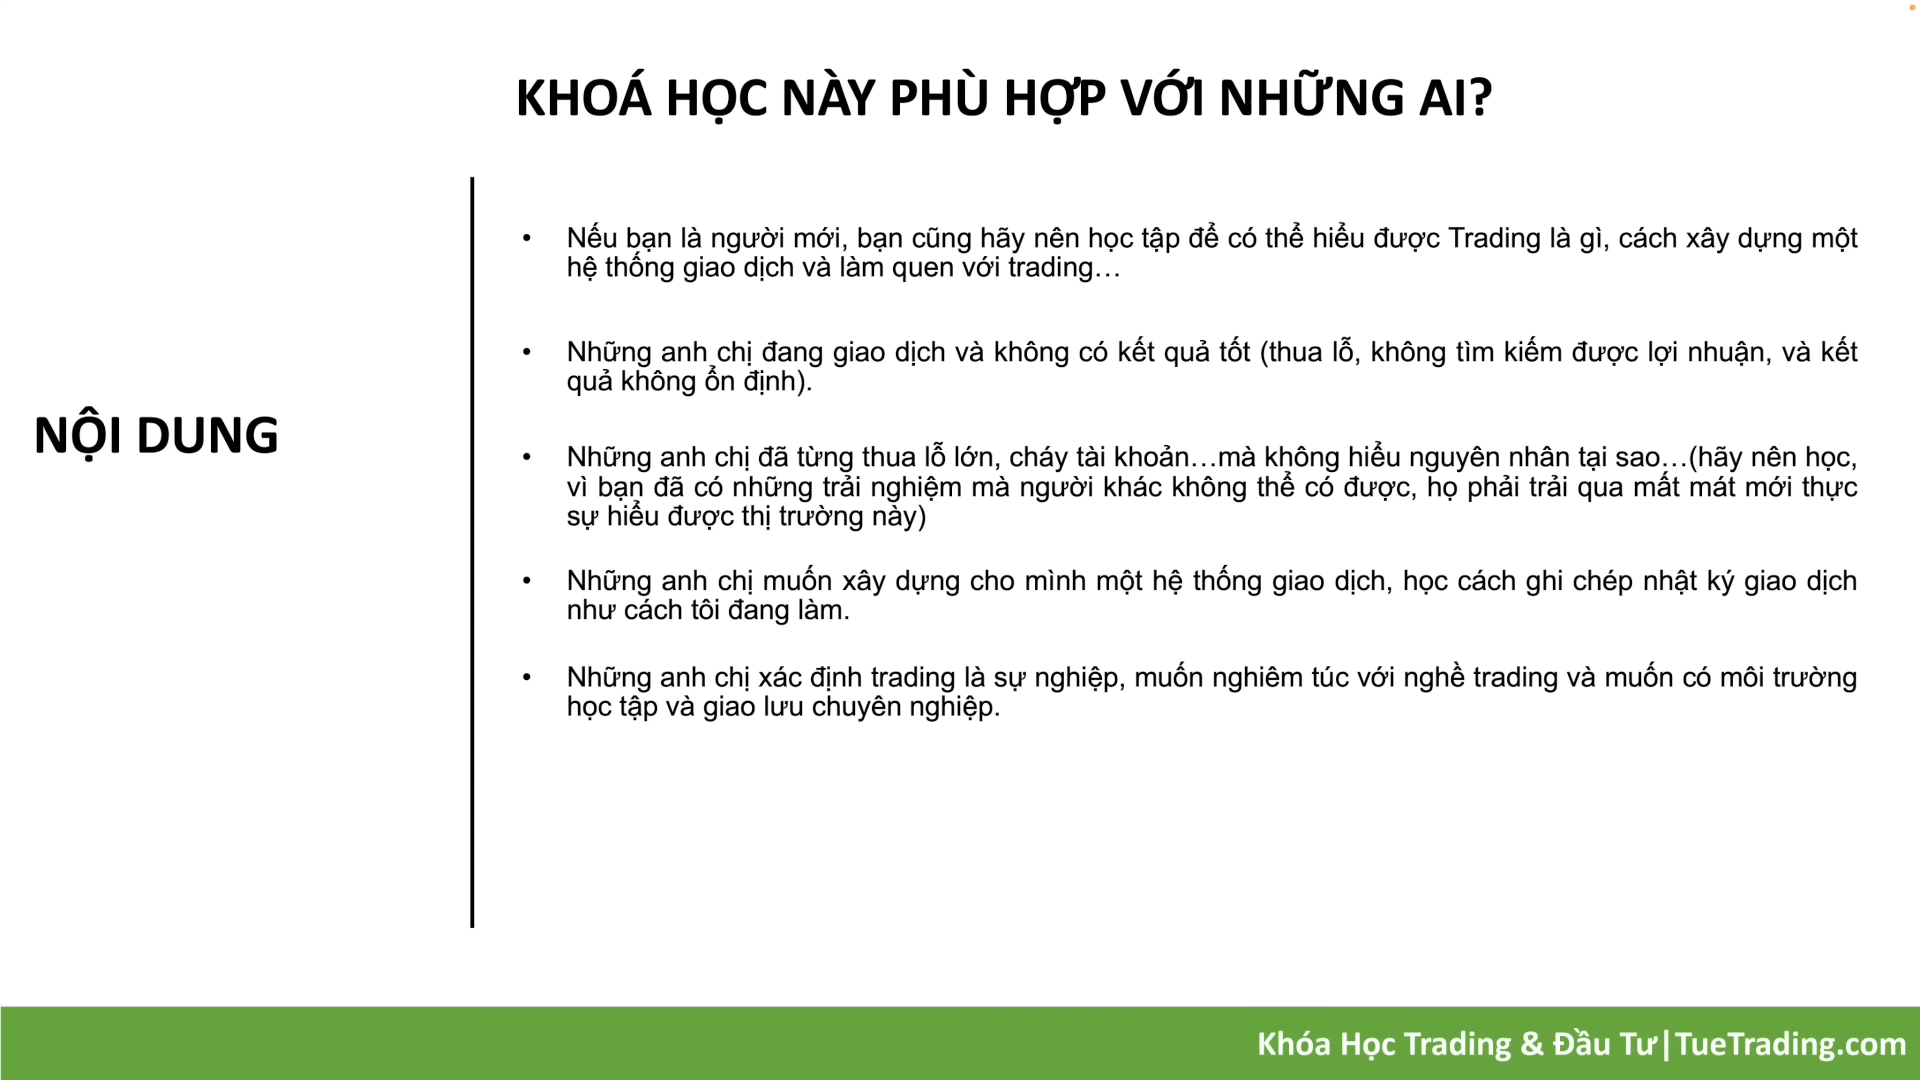 KHOÁ HỌC NÀY PHÙ HỢP VỚI NHỮNG AI?
NỘI DUNG
• Nếu bạn là người mới, bạn cũng hãy nên học tập để có thể hiểu được Trading là gì, cách xây dựng một
hệ thống giao dịch và làm quen với trading…
• Những anh chị đang giao dịch và không có kết quả tốt (thua lỗ, không tìm kiếm được lợi nhuận, và kết
quả không ổn định).
• Những anh chị đã từng thua lỗ lớn, cháy tài khoản…mà không hiểu nguyên nhân tại sao…(hãy nên học,
vì bạn đã có những trải nghiệm mà người khác không thể có được, họ phải trải qua mất mát mới thực
sự hiểu được thị trường này)
• Những anh chị muốn xây dựng cho mình một hệ thống giao dịch, học cách ghi chép nhật ký giao dịch
như cách tôi đang làm.
• Những anh chị xác định trading là sự nghiệp, muốn nghiêm túc với nghề trading và muốn có môi trường
học tập và giao lưu chuyên nghiệp.
Khóa Học Trading & Đầu Tư|TueTrading.com